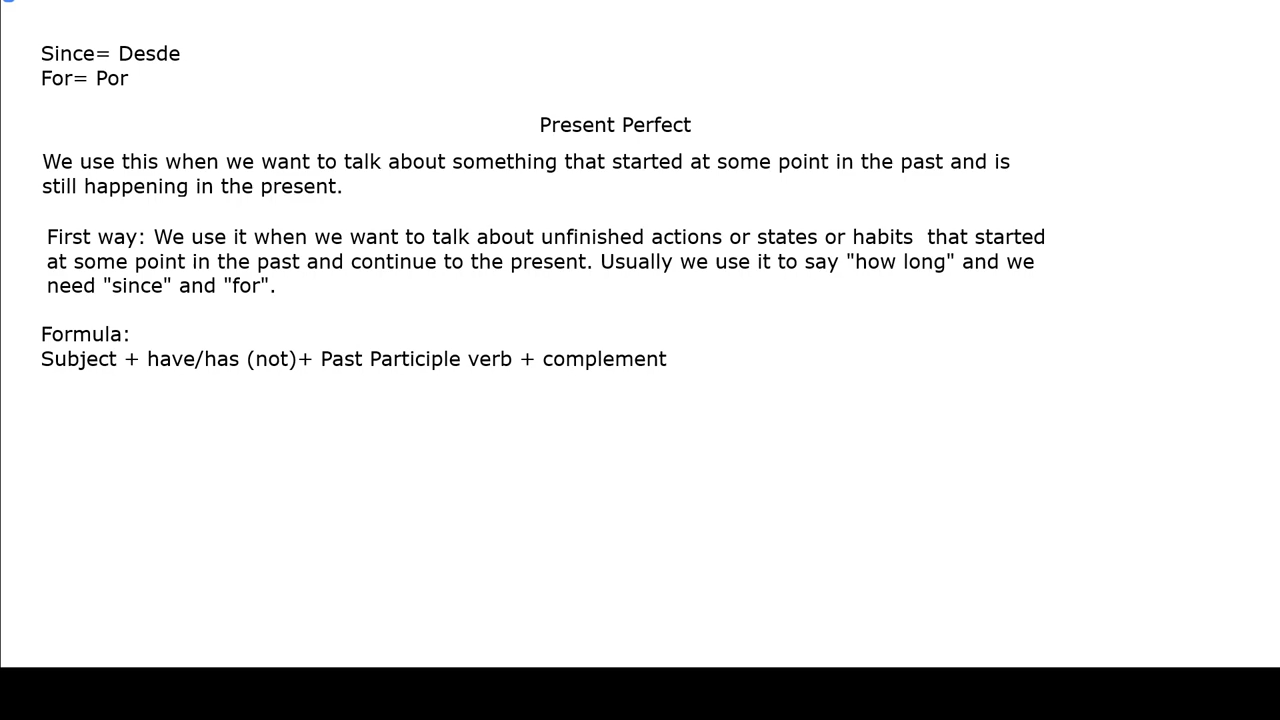 Since= Desde
For= Por
Present Perfect
We use this when we want to talk about something that started at some point in the past and is
still happening in the present.
First way: We use it when we want to talk about unfinished actions or states or habits  that started
at some point in the past and continue to the present. Usually we use it to say "how long" and we
need "since" and "for".
Formula:
Subject + have/has (not)+ Past Participle verb + complement